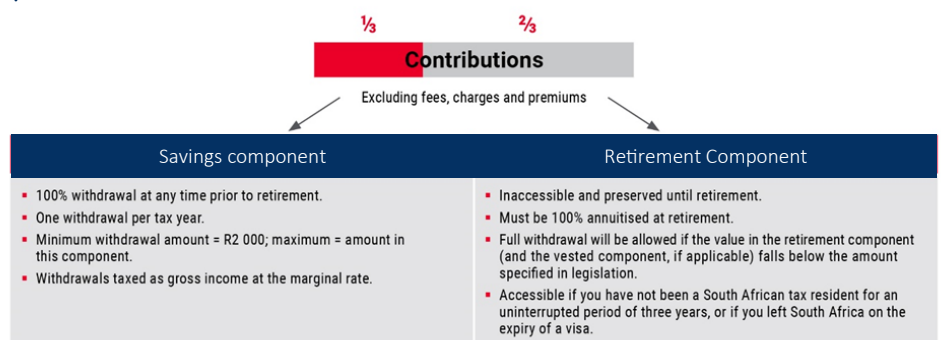 ⅓ ⅔
Contributions
Excluding fees, charges and premiums
Savings component
▪ 100% withdrawal at any time prior to retirement.
▪ One withdrawal per tax year.
▪ Minimum withdrawal amount = R2 000; maximum = amount in
this component.
▪ Withdrawals taxed as gross income at the marginal rate.
Retirement Component
▪ Inaccessible and preserved until retirement.
▪ Must be 100% annuitised at retirement.
▪ Full withdrawal will be allowed if the value in the retirement component
(and the vested component, if applicable) falls below the amount
specified in legislation.
▪ Accessible if you have not been a South African tax resident for an
uninterrupted period of three years, or if you left South Africa on the
expiry of a visa.